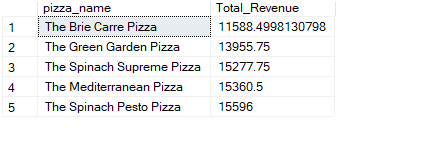 pizza_name Total_Revenue
1 The Brie Carre Pizza 11588.4998130798
2 The Green Garden Pizza 13955.75
3 The Spinach Supreme Pizza 15277.75
4 The Mediterranean Pizza 15360.5
5 The Spinach Pesto Pizza 15596